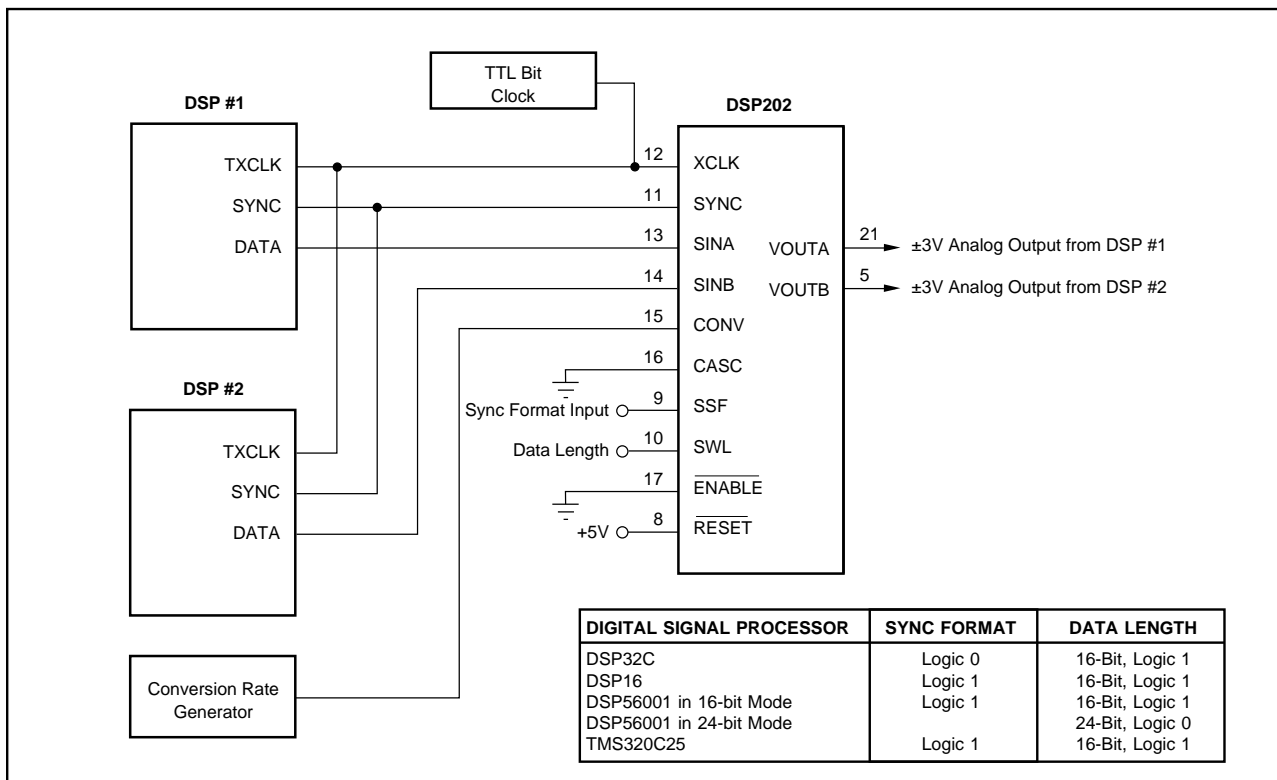 TTL Bit
Clock
DSP #1
DSP202
TXCLK
12
XCLK
SYNC
11
SYNC
DATA
13
SINA
VOUTA
21
±3V Analog Output from DSP #1
14
SINB
VOUTB
5
±3V Analog Output from DSP #2
15
CONV
16
CASC
DSP #2
Sync Format Input
9
SSF
TXCLK
Data Length
10
SWL
SYNC
17
ENABLE
DATA
+5V
8
RESET
Conversion Rate
Generator
DIGITAL SIGNAL PROCESSOR SYNC FORMAT DATA LENGTH
DSP32C Logic 0 16-Bit, Logic 1
DSP16 Logic 1 16-Bit, Logic 1
DSP56001 in 16-bit Mode Logic 1 16-Bit, Logic 1
DSP56001 in 24-bit Mode 24-Bit, Logic 0
TMS320C25 Logic 1 16-Bit, Logic 1